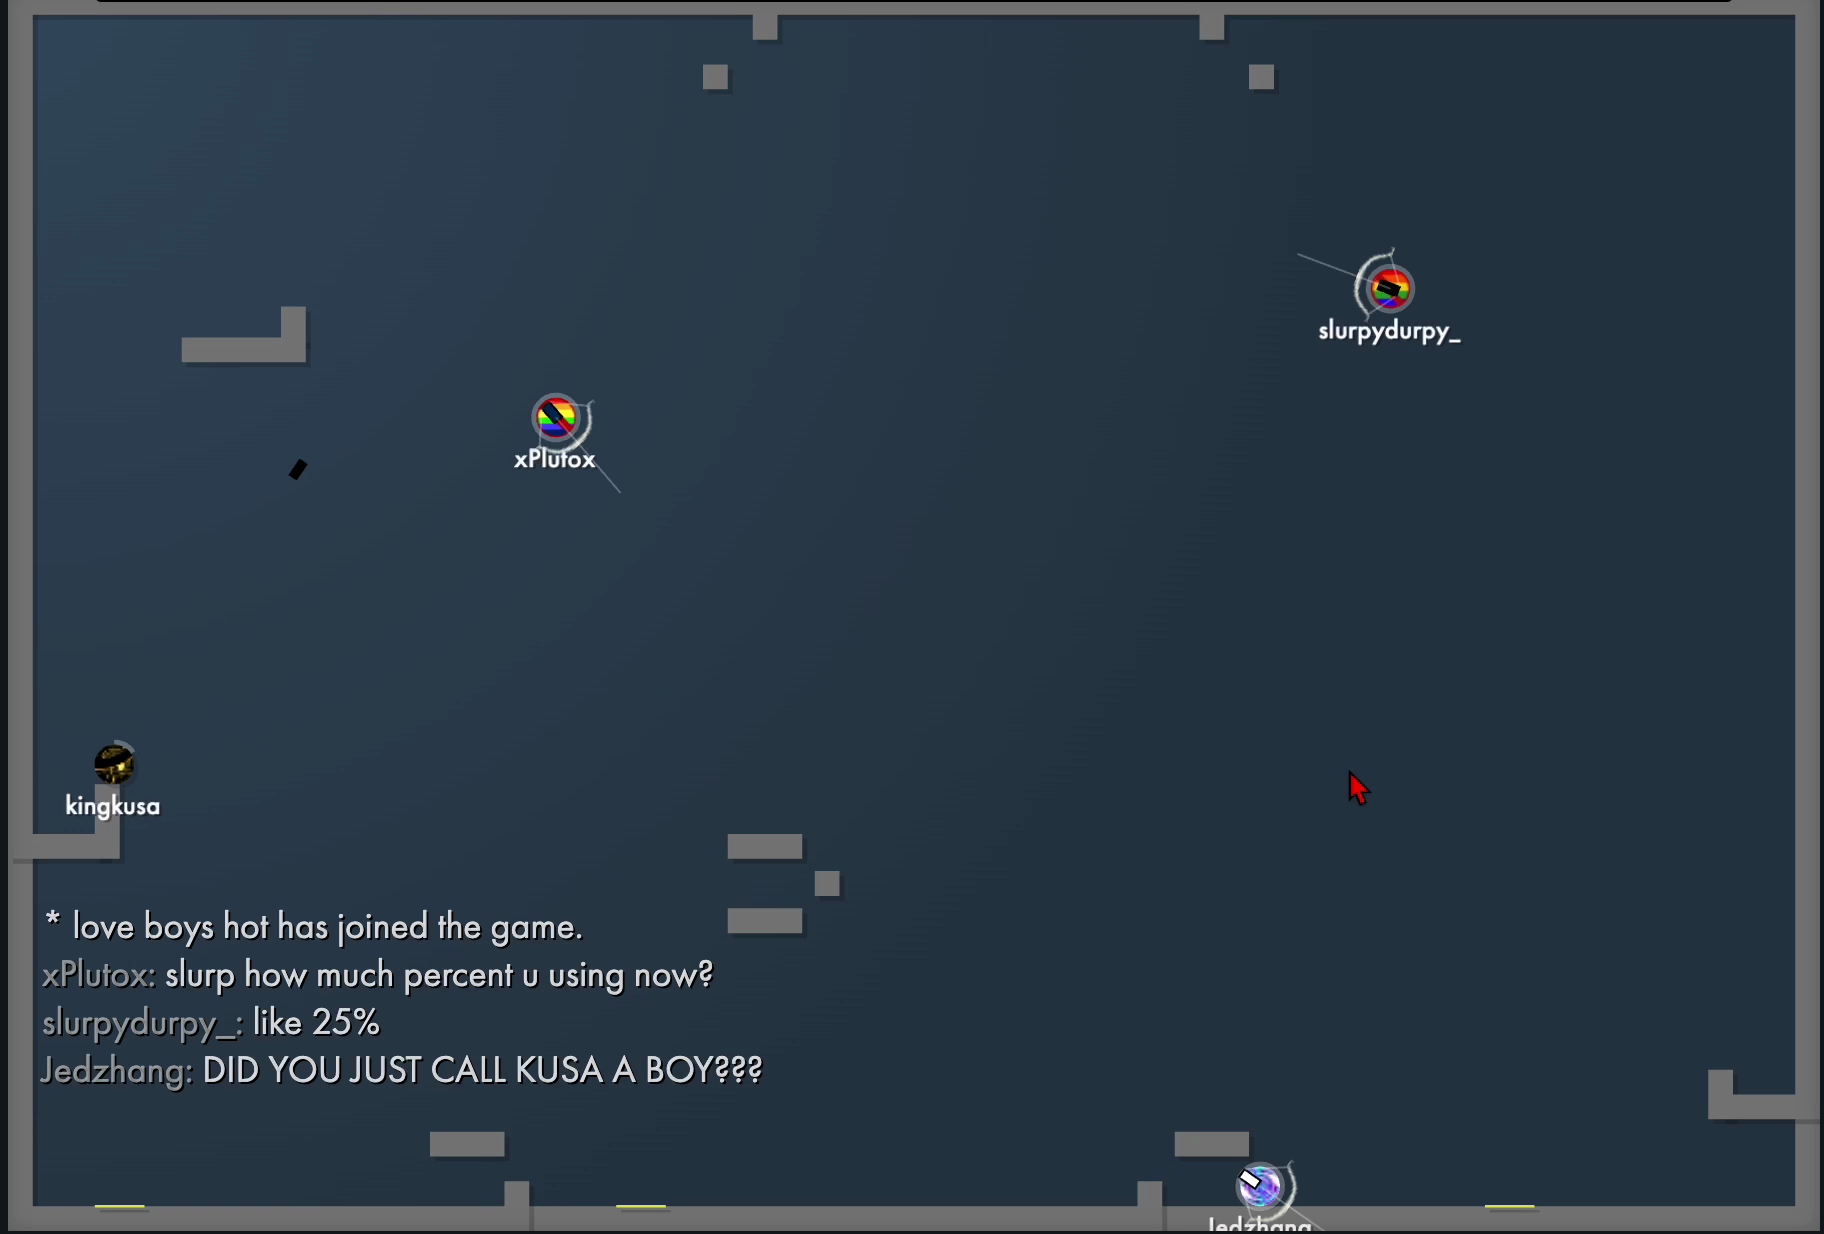 slurpydurpy_
xPlutox
kingkusa
* love boys hot has joined the game.
xPlutox: slurp how much percent u using now?
slurpydurpy_: like 25%
Jedzhang: DID YOU JUST CALL KUSA A BOY???
Jedzhang